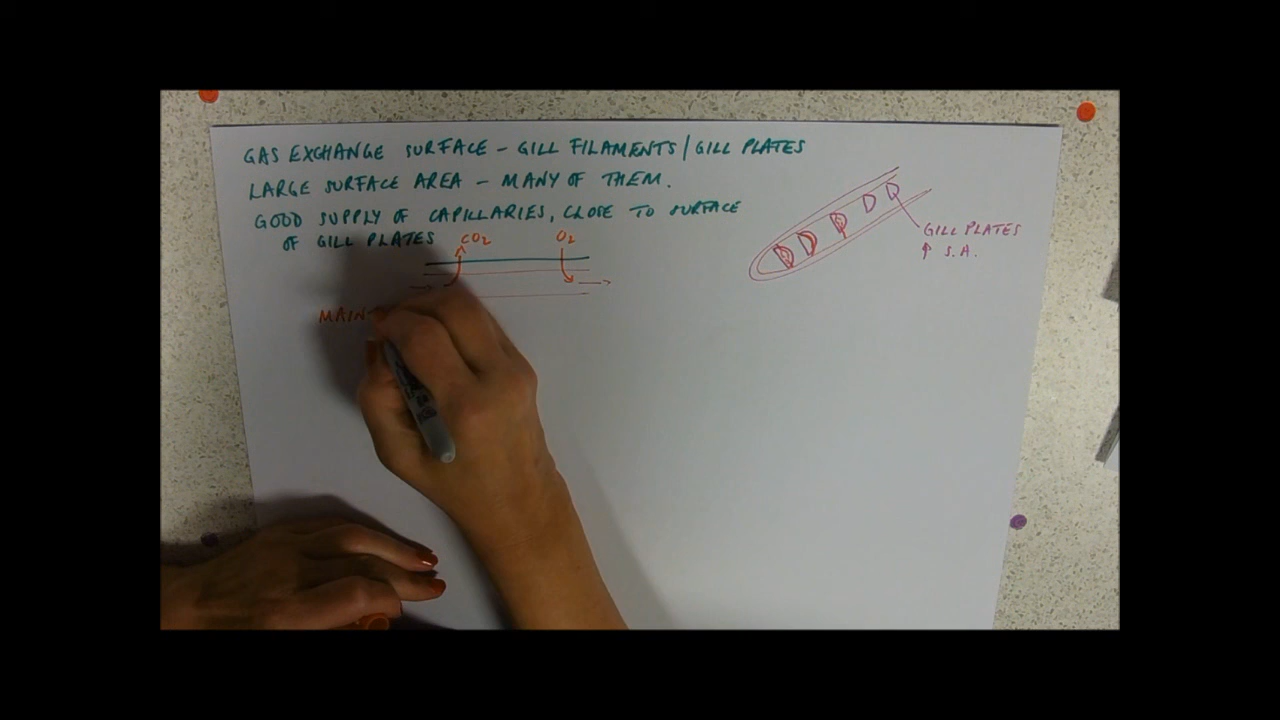 GAS EXCHANGE SURFACE - GILL FILAMENTS/GILL PLATES
LARGE SURFACE AREA - MANY OF THEM.
GOOD SUPPLY OF CAPILLARIES, CLOSE TO SURFACE
OF GILL PLATES
CO2
O2
GILL PLATES
↑ S.A.
MAIN